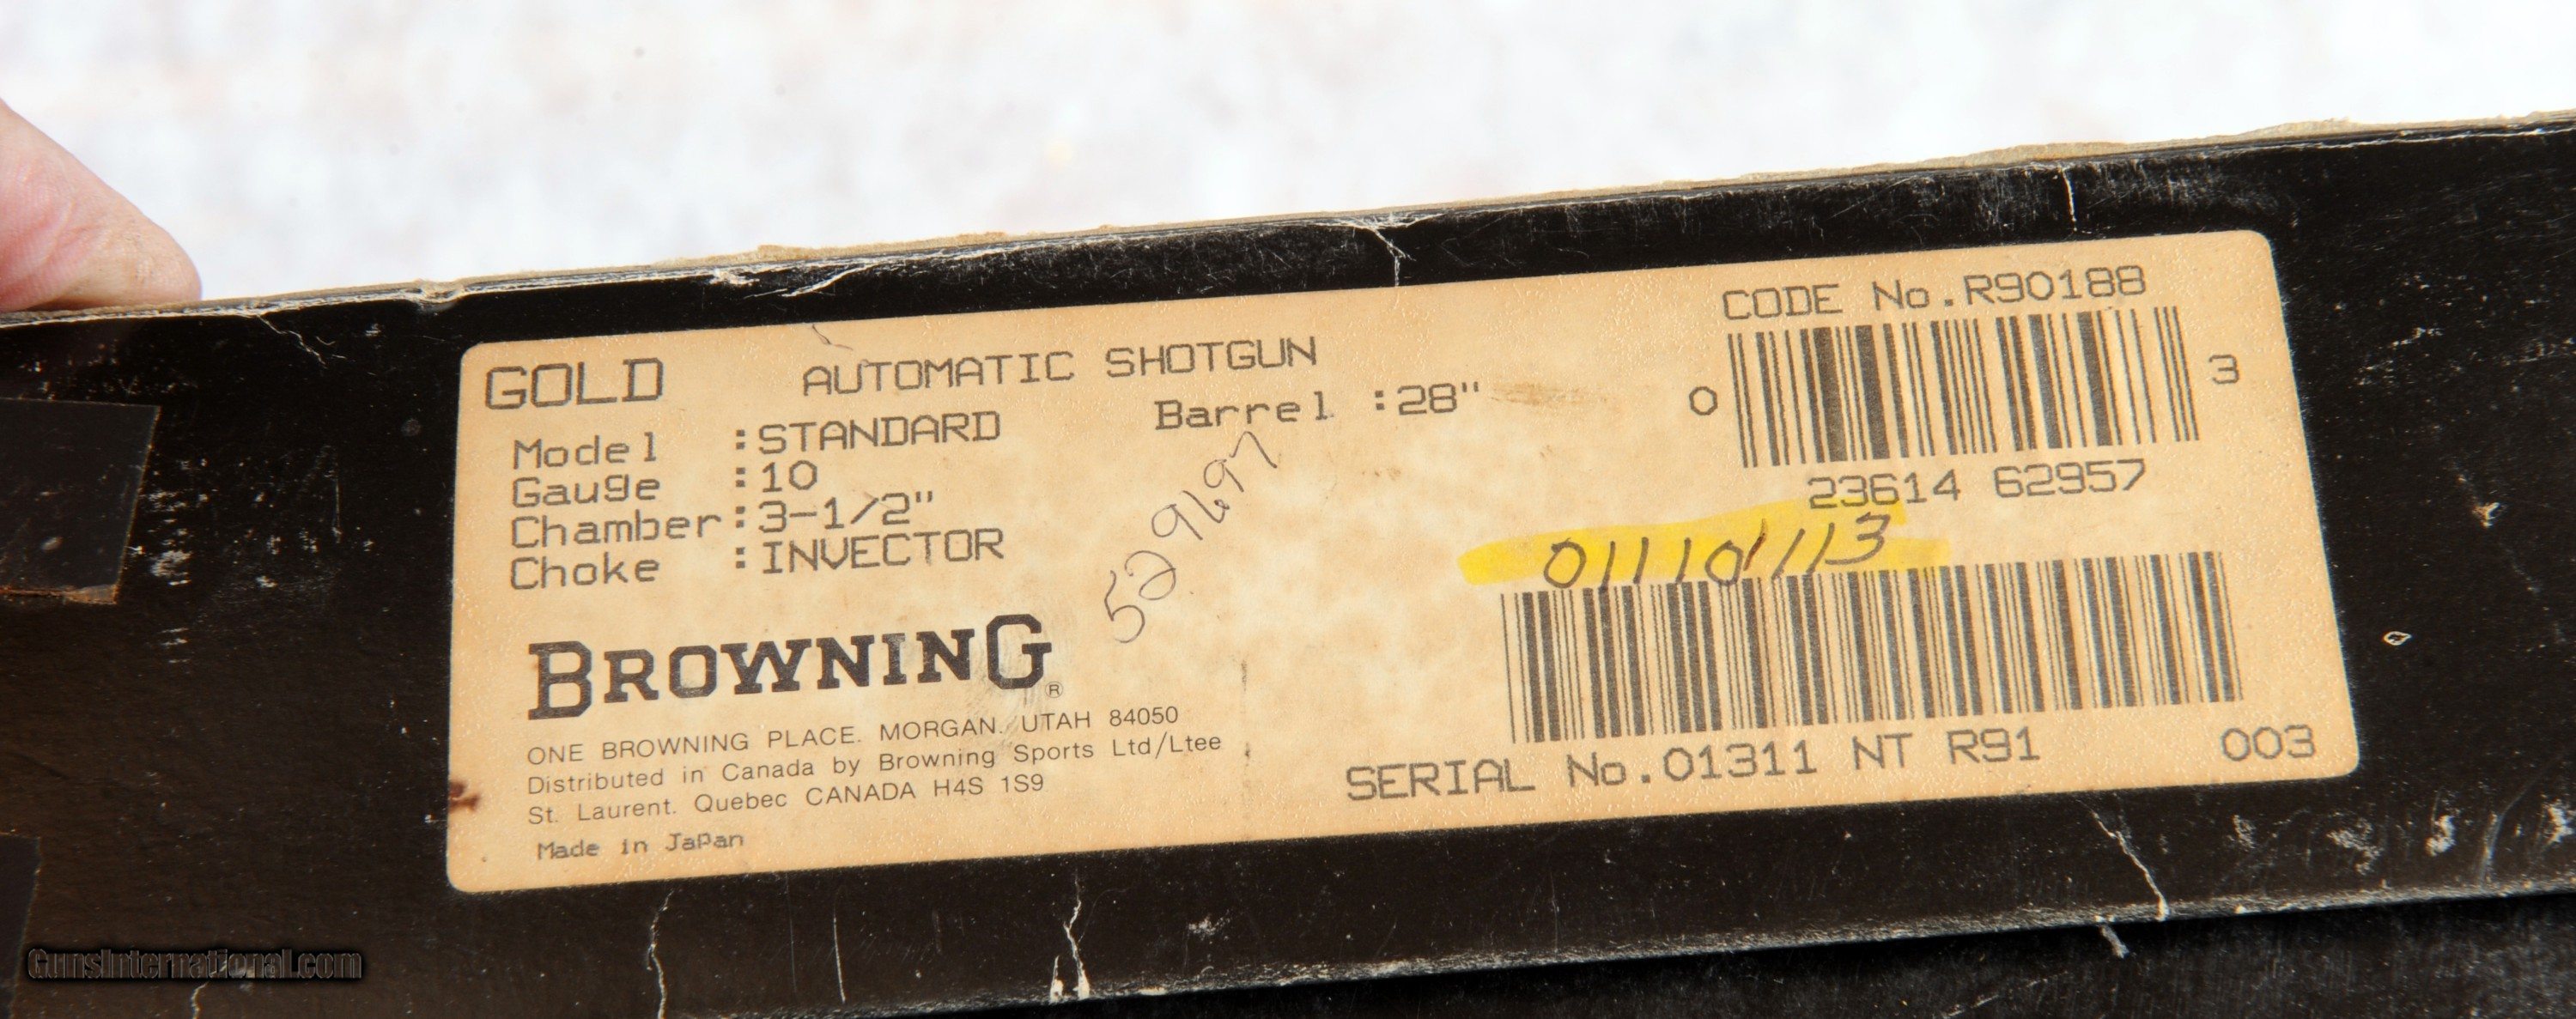 GOLD AUTOMATIC SHOTGUN
Model :STANDARD Barrel :28"
Gauge :10
Chamber:3-1/2"
Choke :INVECTOR
529697
BROWNING®
ONE BROWNING PLACE. MORGAN. UTAH 84050
Distributed in Canada by Browning Sports Ltd/Ltee
St. Laurent. Quebec CANADA H4S 1S9
Made in Japan
CODE No.R90188
0 3
23614 62957
011101113
SERIAL No.01311 NT R91 003
GunsInternational.com